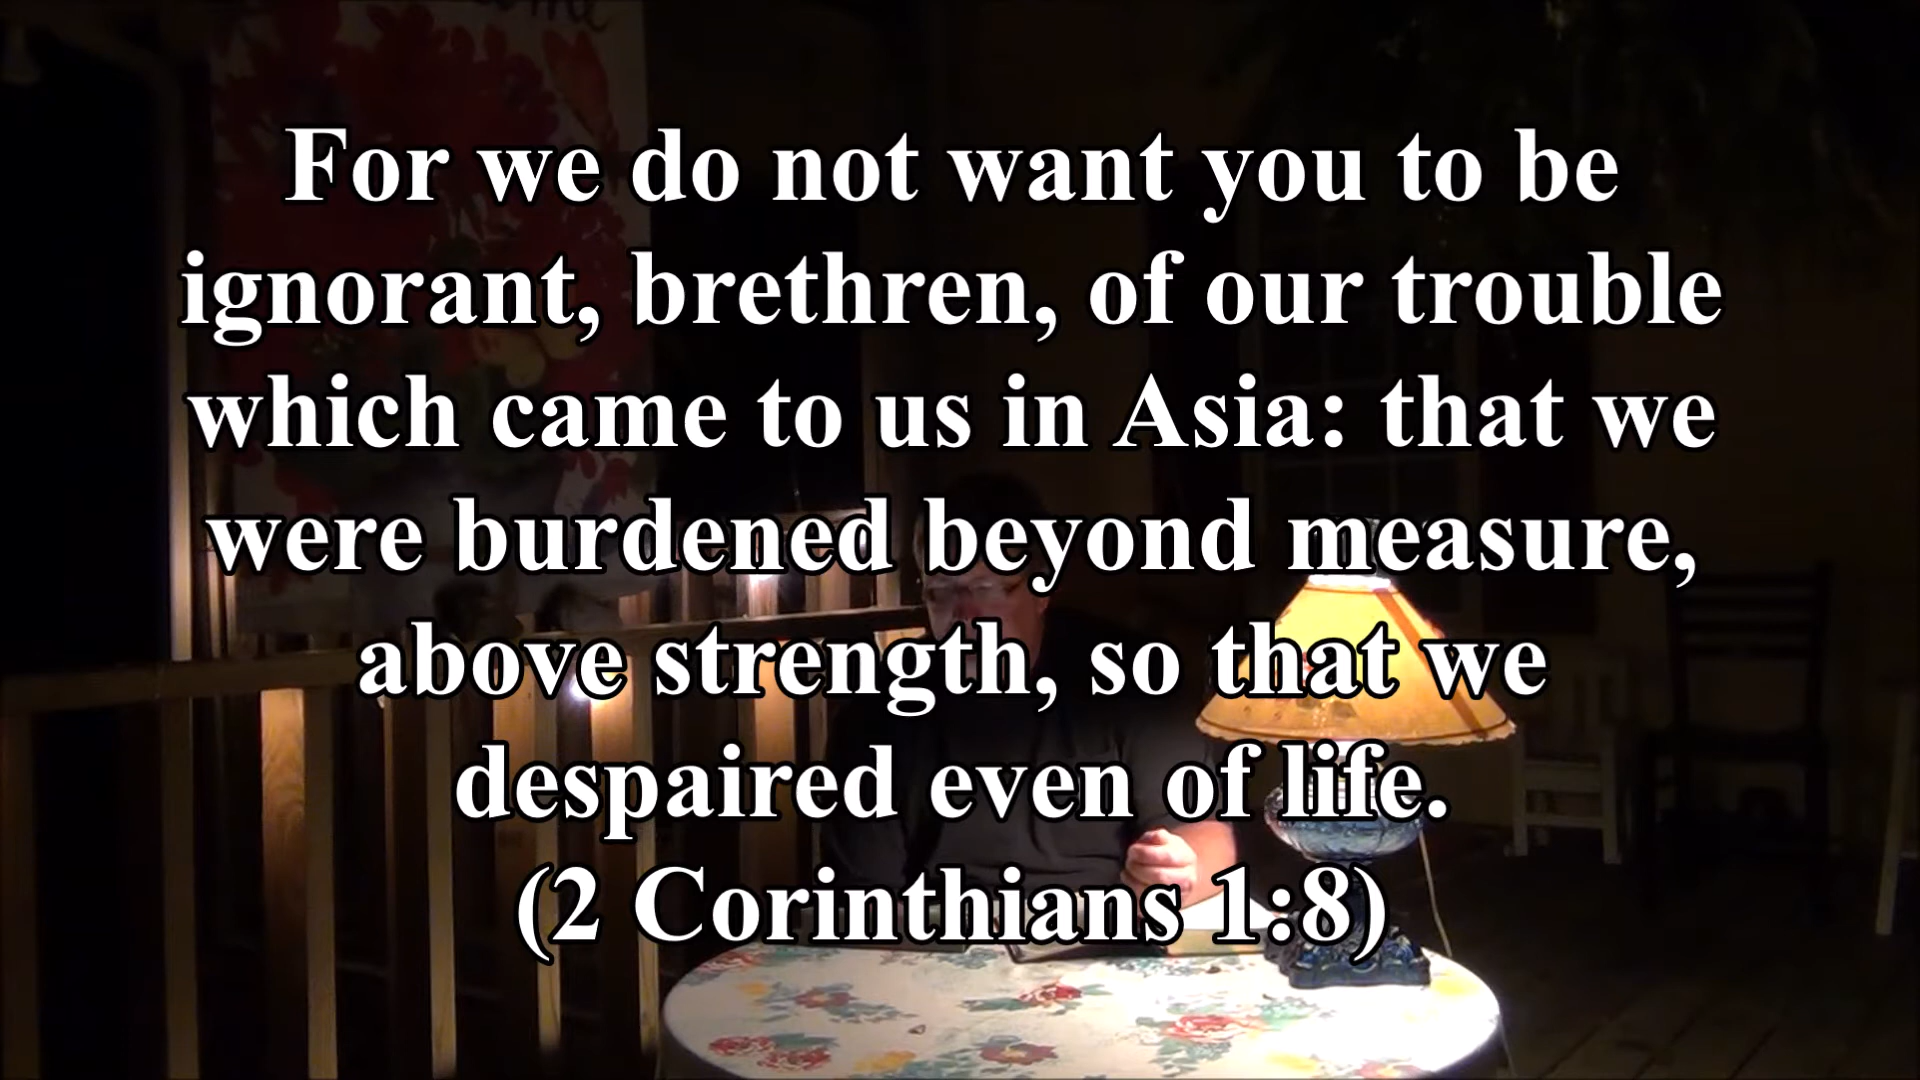 For we do not want you to be
ignorant, brethren, of our trouble
which came to us in Asia: that we
were burdened beyond measure,
above strength, so that we
despaired even of life.
(2 Corinthians 1:8)